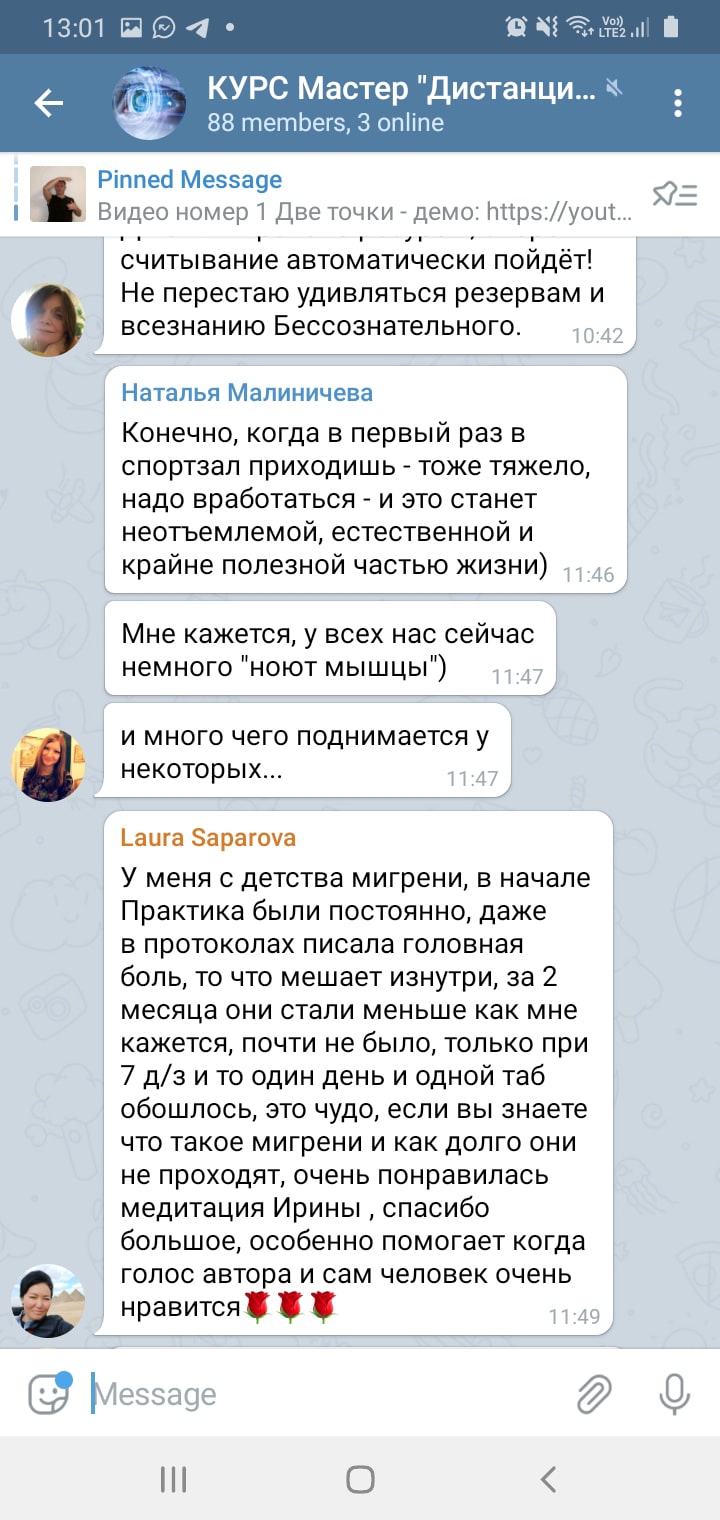 13:01
Vo))
LTE2
КУРС Мастер "Дистанци...
88 members, 3 online
Pinned Message
Видео номер 1 Две точки - демо: https://yout...
считывание автоматически пойдёт!
Не перестаю удивляться резервам и
всезнанию Бессознательного.
10:42
Наталья Малиничева
Конечно, когда в первый раз в
спортзал приходишь - тоже тяжело,
надо вработаться - и это станет
неотъемлемой, естественной и
крайне полезной частью жизни)
11:46
Мне кажется, у всех нас сейчас
немного "ноют мышцы")
11:47
и много чего поднимается у
некоторых...
11:47
Laura Saparova
У меня с детства мигрени, в начале
Практика были постоянно, даже
в протоколах писала головная
боль, то что мешает изнутри, за 2
месяца они стали меньше как мне
кажется, почти не было, только при
7 д/з и то один день и одной таб
обошлось, это чудо, если вы знаете
что такое мигрени и как долго они
не проходят, очень понравилась
медитация Ирины , спасибо
большое, особенно помогает когда
голос автора и сам человек очень
нравится🌹🌹🌹
11:49
Message